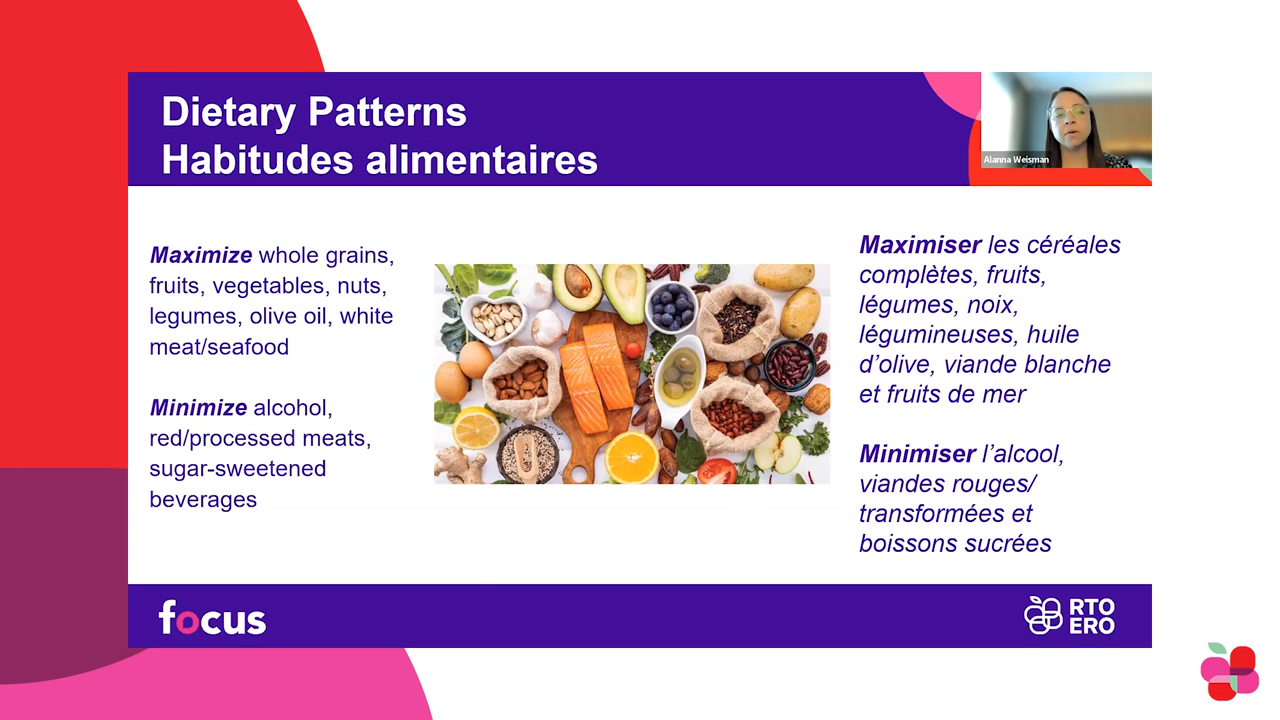 Dietary Patterns
Habitudes alimentaires
Alanna Weisman
Maximize whole grains,
fruits, vegetables, nuts,
legumes, olive oil, white
meat/seafood
Minimize alcohol,
red/processed meats,
sugar-sweetened
beverages
Maximiser les céréales
complètes, fruits,
légumes, noix,
légumineuses, huile
d’olive, viande blanche
et fruits de mer
Minimiser l’alcool,
viandes rouges/
transformées et
boissons sucrées
focus
RTO
ERO